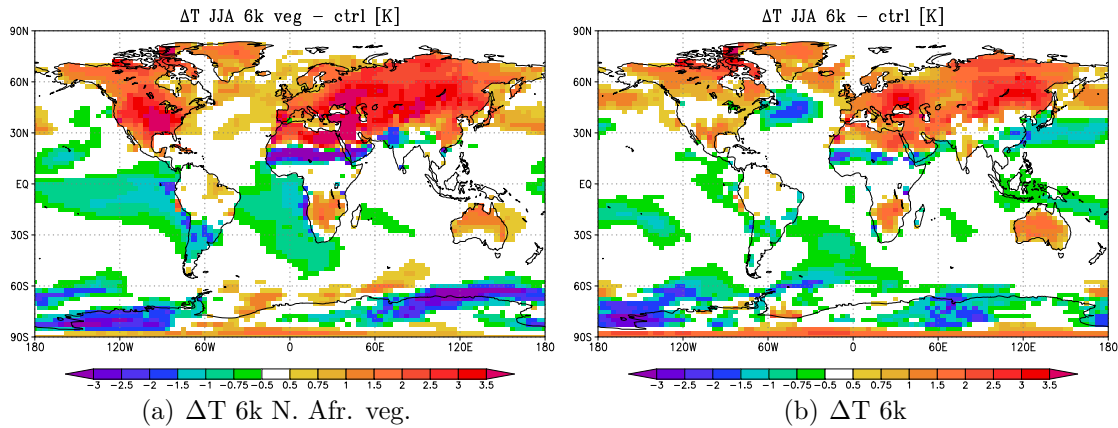 ΔT JJA 6k veg − ctrl [K]
90N
60N
30N
EQ
30S
60S
90S
180 120W 60W 0 60E 120E 180
−3 −2.5 −2 −1.5 −1 −0.75 0.5 0.75 1 1.5 2 2.5 3 3.5
(a) ΔT 6k N. Afr. veg.
ΔT JJA 6k − ctrl [K]
90N
60N
30N
EQ
30S
60S
90S
180 120W 60W 0 60E 120E 180
−3 −2.5 −2 −1.5 −1 −0.75 −0.5 0.5 0.75 1 1.5 2 2.5 3 3.5
(b) ΔT 6k